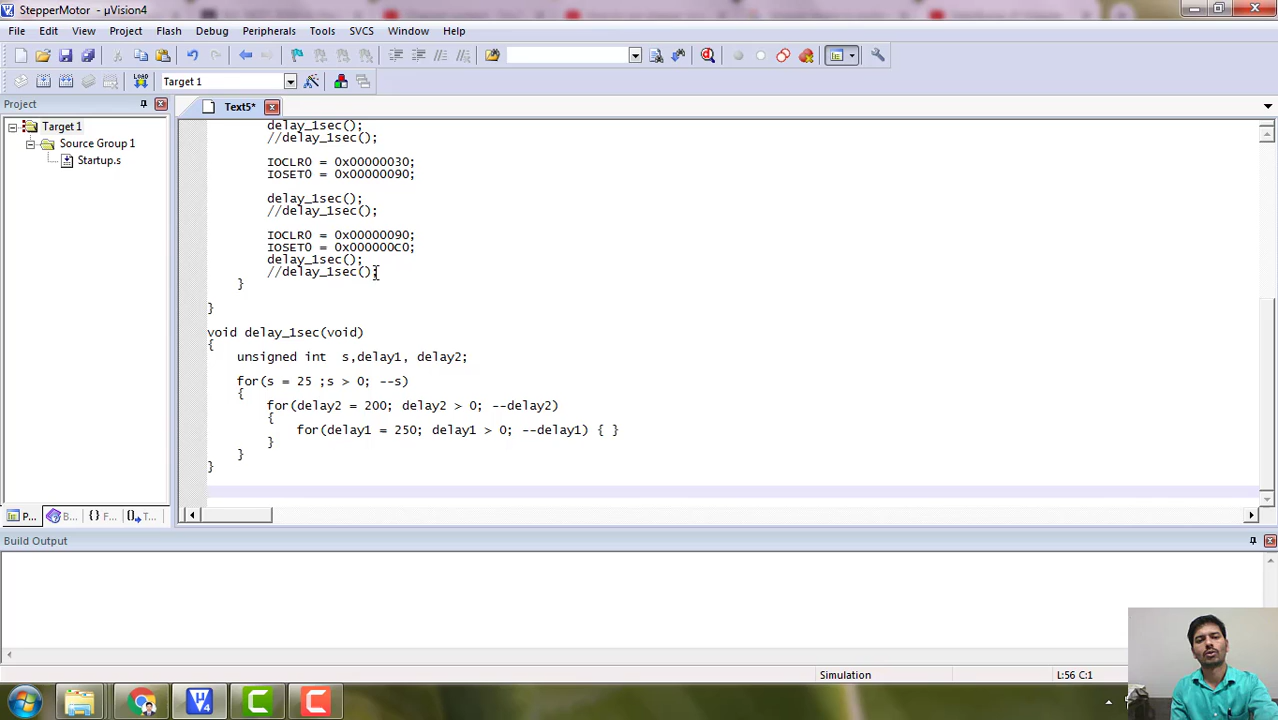 StepperMotor - µVision4
File Edit View Project Flash Debug Peripherals Tools SVCS Window Help
LOAD Target 1
Project
Text5*
Target 1
Source Group 1
Startup.s
delay_1sec();
//delay_1sec();
IOCLR0 = 0x00000030;
IOSET0 = 0x00000090;
delay_1sec();
//delay_1sec();
IOCLR0 = 0x00000090;
IOSET0 = 0x000000C0;
delay_1sec();
//delay_1sec();
}
}
void delay_1sec(void)
{
unsigned int s,delay1, delay2;
for(s = 25 ;s > 0; --s)
{
for(delay2 = 200; delay2 > 0; --delay2)
{
for(delay1 = 250; delay1 > 0; --delay1) { }
}
}
}
P... B... {} F... T...
Build Output
Simulation L:56 C:1